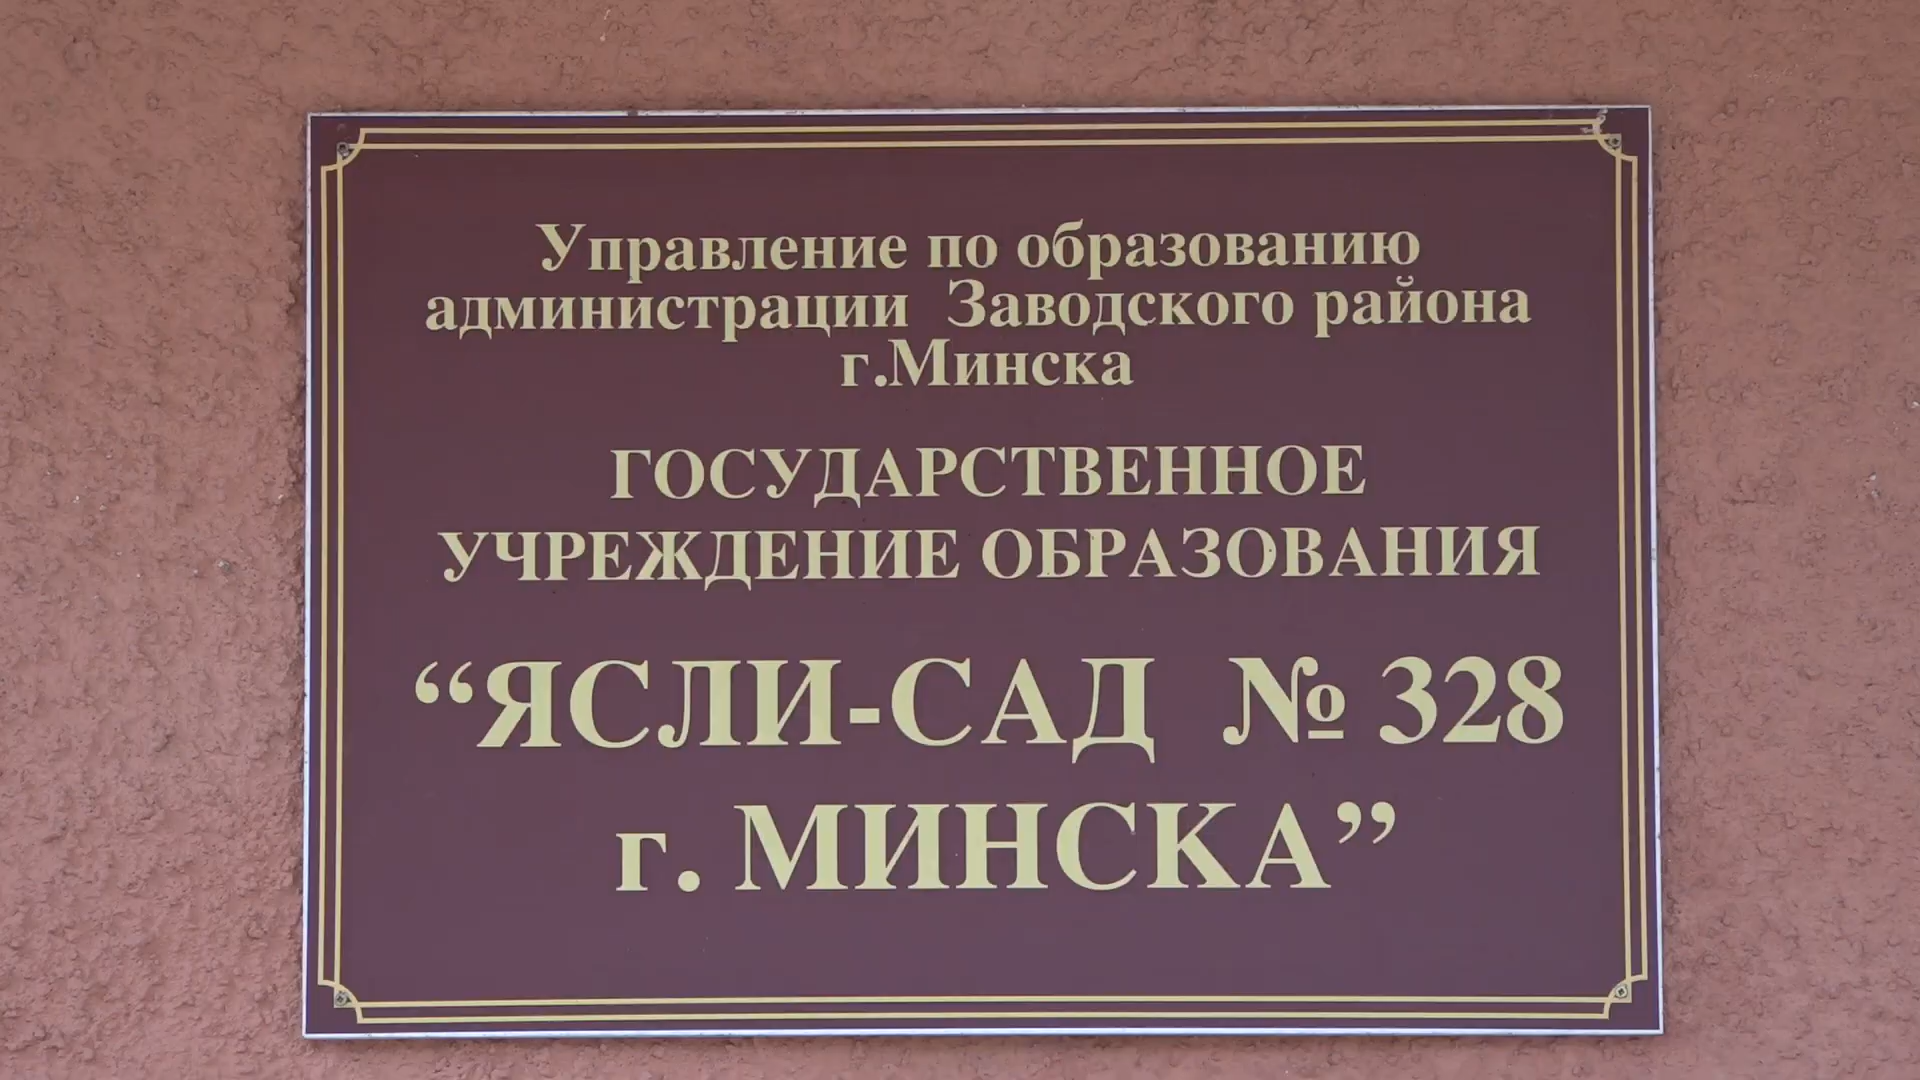 Управление по образованию
администрации Заводского района
г.Минска
ГОСУДАРСТВЕННОЕ
УЧРЕЖДЕНИЕ ОБРАЗОВАНИЯ
“ЯСЛИ-САД № 328
г. МИНСКА”